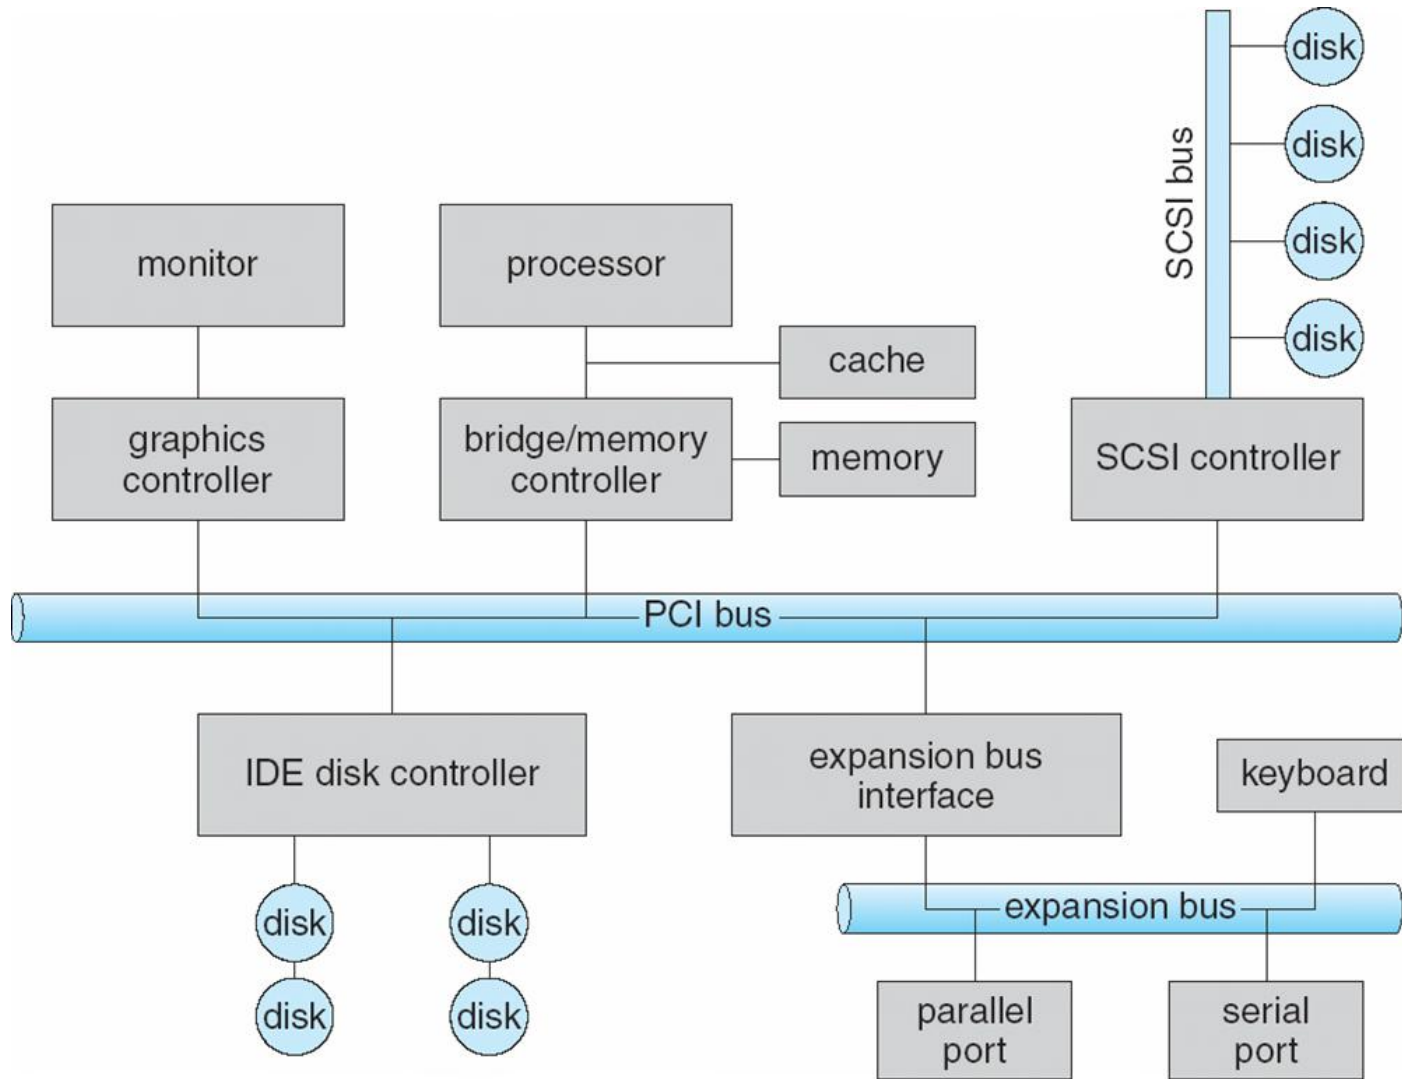 disk
disk
disk
disk
SCSI bus
monitor
processor
cache
graphics
controller
bridge/memory
controller
memory
SCSI controller
PCI bus
IDE disk controller
expansion bus
interface
keyboard
disk
disk
expansion bus
disk
disk
parallel
port
serial
port